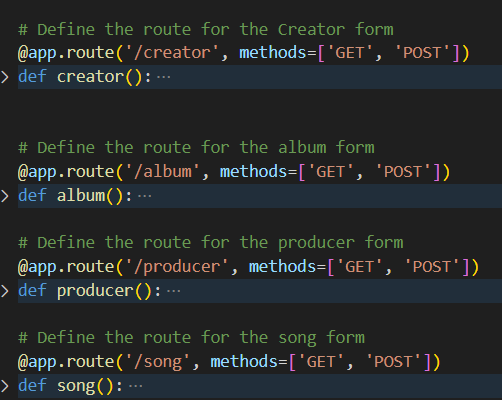 # Define the route for the Creator form
@app.route('/creator', methods=['GET', 'POST'])
def creator():···
# Define the route for the album form
@app.route('/album', methods=['GET', 'POST'])
def album():···
# Define the route for the producer form
@app.route('/producer', methods=['GET', 'POST'])
def producer():···
# Define the route for the song form
@app.route('/song', methods=['GET', 'POST'])
def song():···